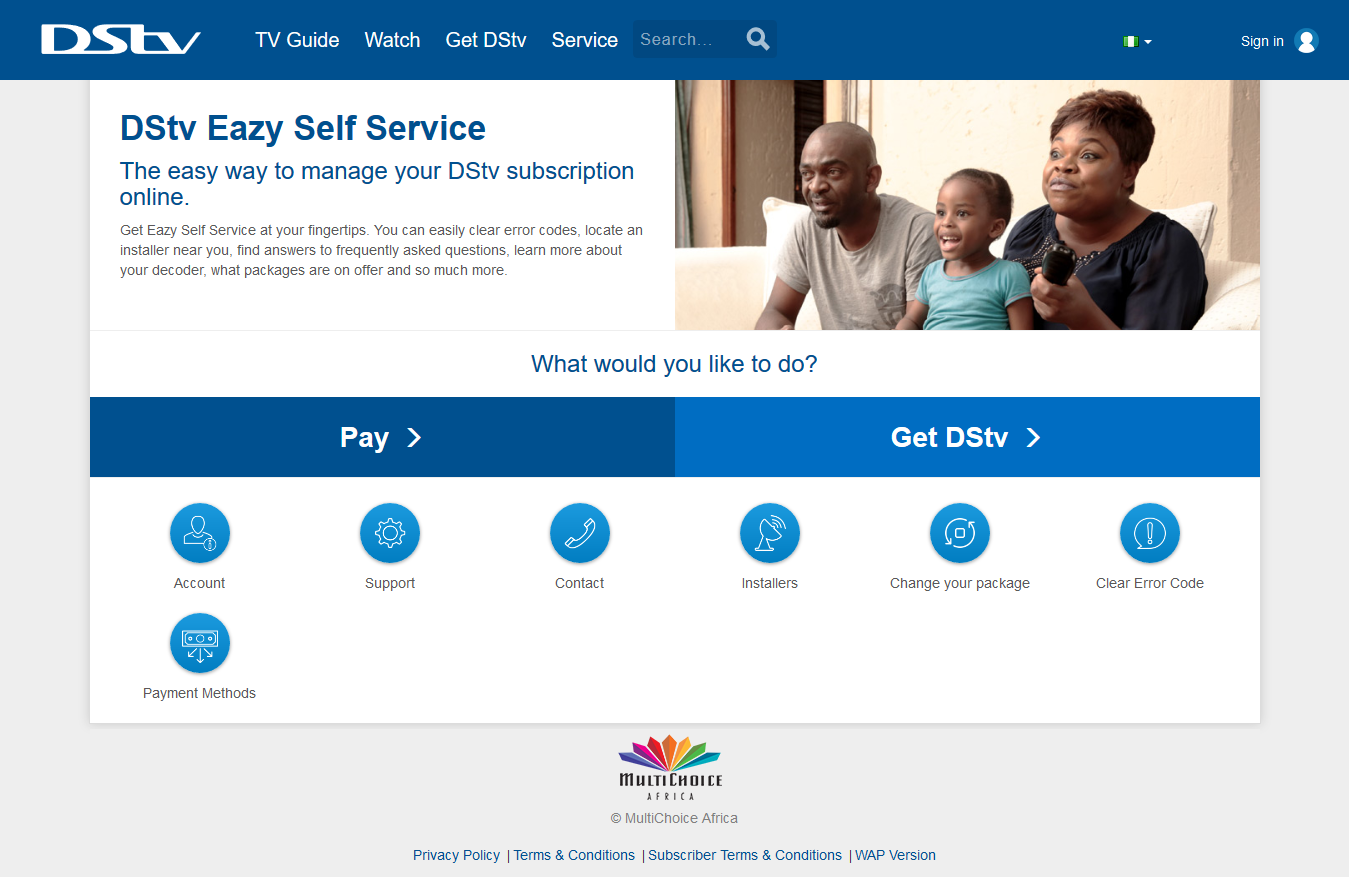 DStv
TV Guide
Watch
Get DStv
Service
Search...
Sign in
DStv Eazy Self Service
The easy way to manage your DStv subscription
online.
Get Eazy Self Service at your fingertips. You can easily clear error codes, locate an
installer near you, find answers to frequently asked questions, learn more about
your decoder, what packages are on offer and so much more.
What would you like to do?
Pay
Get DStv
Account
Support
Contact
Installers
Change your package
Clear Error Code
Payment Methods
MULTICHOICE
AFRICA
© MultiChoice Africa
Privacy Policy | Terms & Conditions | Subscriber Terms & Conditions | WAP Version